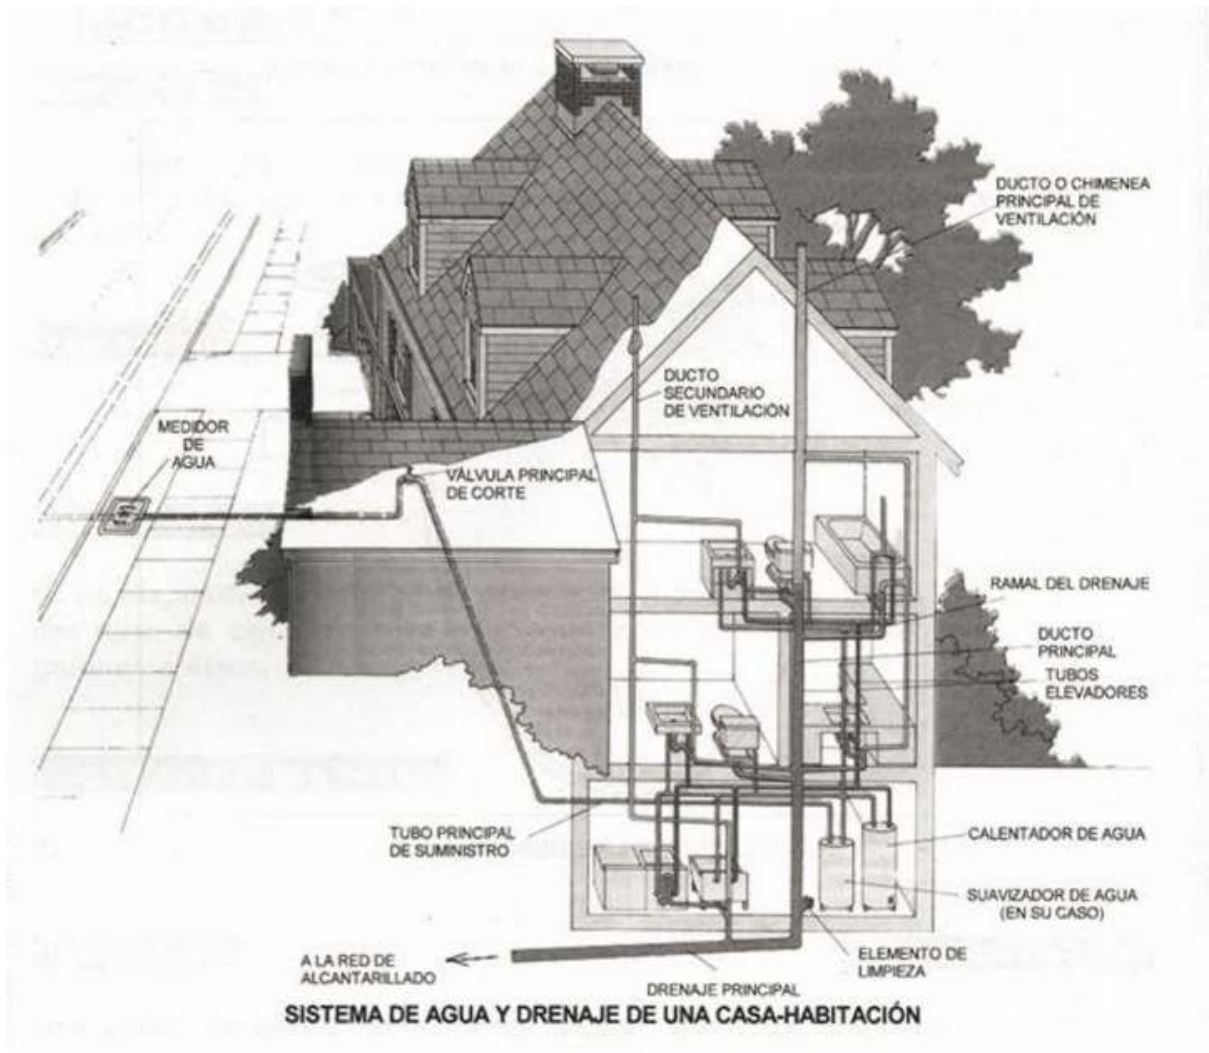 DUCTO O CHIMENEA
PRINCIPAL DE
VENTILACIÓN
DUCTO
SECUNDARIO
DE VENTILACIÓN
MEDIDOR
DE
AGUA
VÁLVULA PRINCIPAL
DE CORTE
RAMAL DEL DRENAJE
DUCTO
PRINCIPAL
TUBOS
ELEVADORES
TUBO PRINCIPAL
DE SUMINISTRO
CALENTADOR DE AGUA
SUAVIZADOR DE AGUA
(EN SU CASO)
ELEMENTO DE
LIMPIEZA
A LA RED DE
ALCANTARILLADO
DRENAJE PRINCIPAL
SISTEMA DE AGUA Y DRENAJE DE UNA CASA-HABITACIÓN